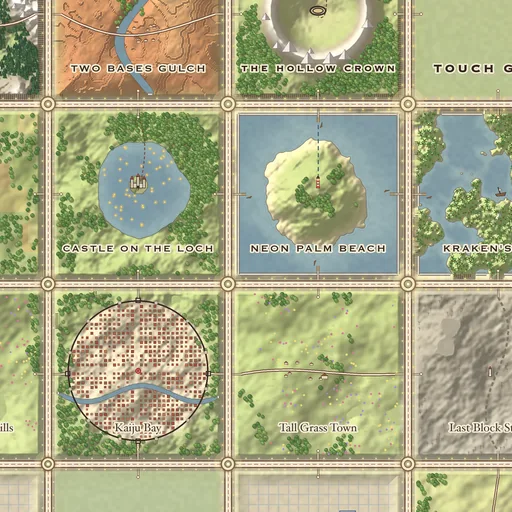 TWO BASES GULCH
THE HOLLOW CROWN
TOUCH G
CASTLE ON THE LOCH
NEON PALM BEACH
KRAKEN'S
ills
Kaiju Bay
Tall Grass Town
Last Block St